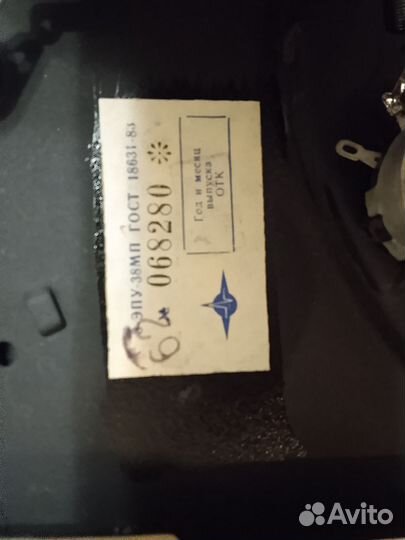 ЭПУ-38МП ГОСТ 18631-83
62 068280 *
Год и месяц
выпуска
ОТК
Avito